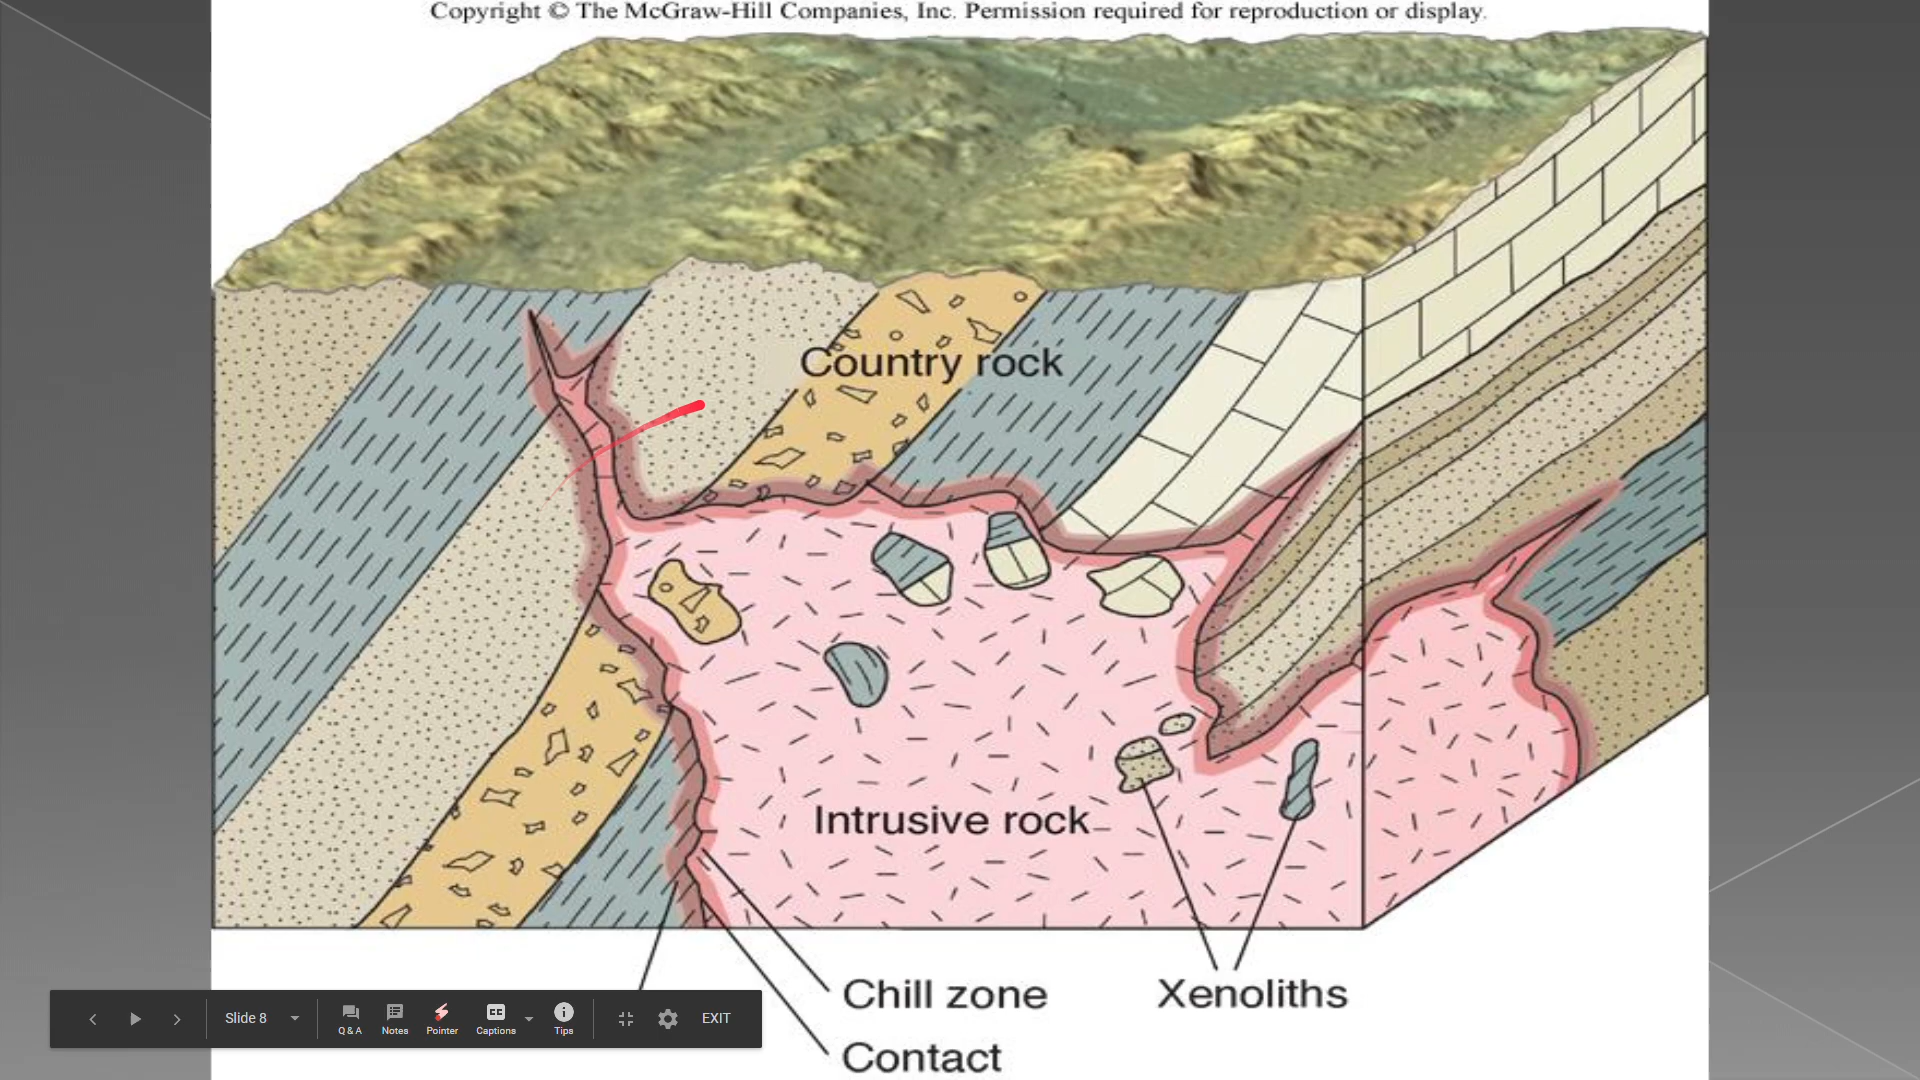 Copyright © The McGraw-Hill Companies, Inc. Permission required for reproduction or display.
Country rock
Intrusive rock
Chill zone
Xenoliths
Contact
Slide 8
Q & A
Notes
Pointer
Captions
Tips
EXIT